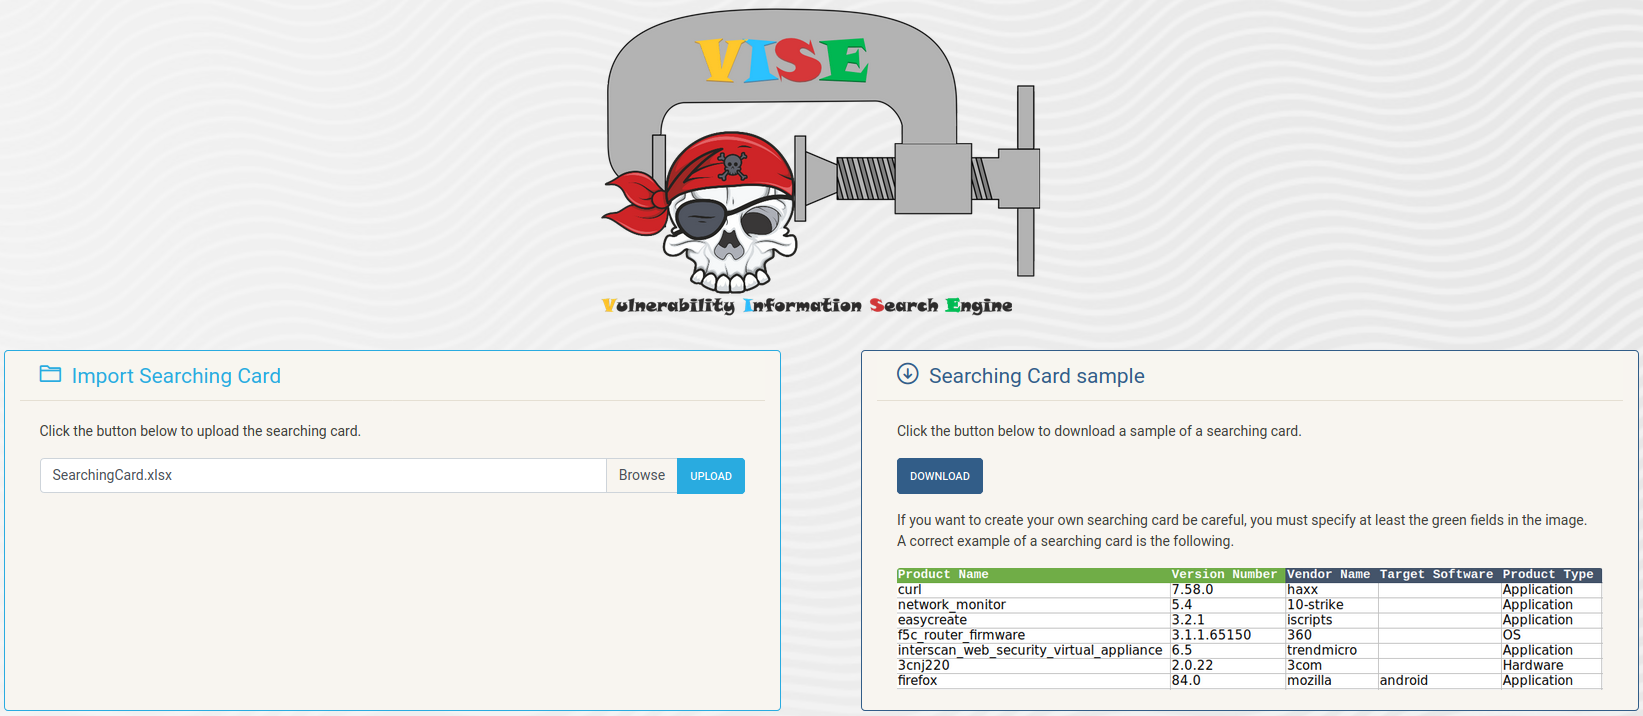 VISE
Vulnerability Information Search Engine
Import Searching Card
Click the button below to upload the searching card.
SearchingCard.xlsx Browse UPLOAD
Searching Card sample
Click the button below to download a sample of a searching card.
DOWNLOAD
If you want to create your own searching card be careful, you must specify at least the green fields in the image.
A correct example of a searching card is the following.
Product Name Version Number Vendor Name Target Software Product Type
curl 7.58.0 haxx Application
network_monitor 5.4 10-strike Application
easycreate 3.2.1 iscripts Application
f5c_router_firmware 3.1.1.65150 360 OS
interscan_web_security_virtual_appliance 6.5 trendmicro Application
3cnj220 2.0.22 3com Hardware
firefox 84.0 mozilla android Application